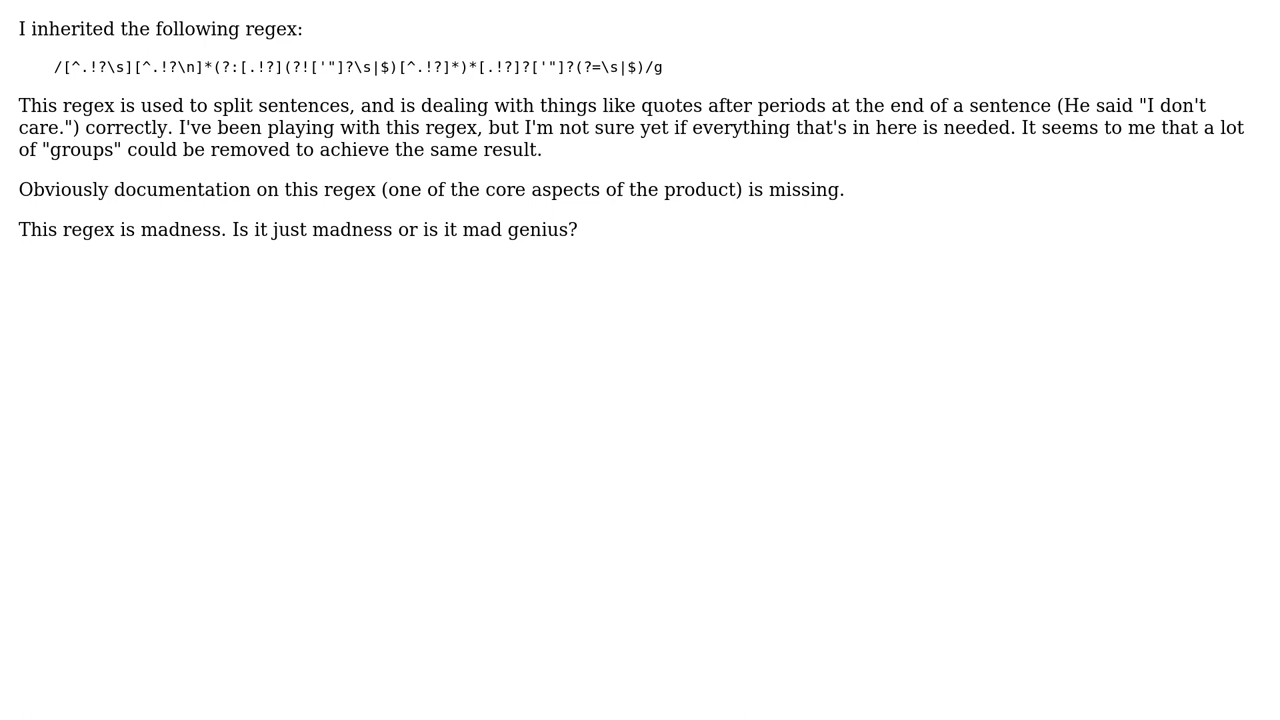 I inherited the following regex:
/[^.!?\s][^.!?\n]*(?:[.!?](?!['"]?\s|$)[^.!?]*)*[.!?]?['"]?(?=\s|$)/g
This regex is used to split sentences, and is dealing with things like quotes after periods at the end of a sentence (He said "I don't
care.") correctly. I've been playing with this regex, but I'm not sure yet if everything that's in here is needed. It seems to me that a lot
of "groups" could be removed to achieve the same result.
Obviously documentation on this regex (one of the core aspects of the product) is missing.
This regex is madness. Is it just madness or is it mad genius?